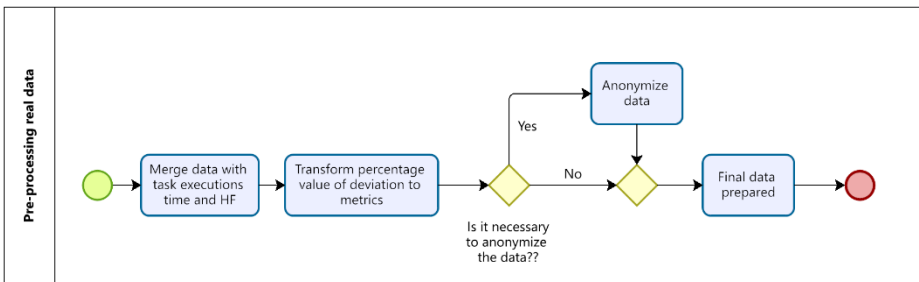 Pre-processing real data
Merge data with
task executions
time and HF
Transform percentage
value of deviation to
metrics
Yes
Anonymize
data
No
Is it necessary
to anonymize
the data??
Final data
prepared